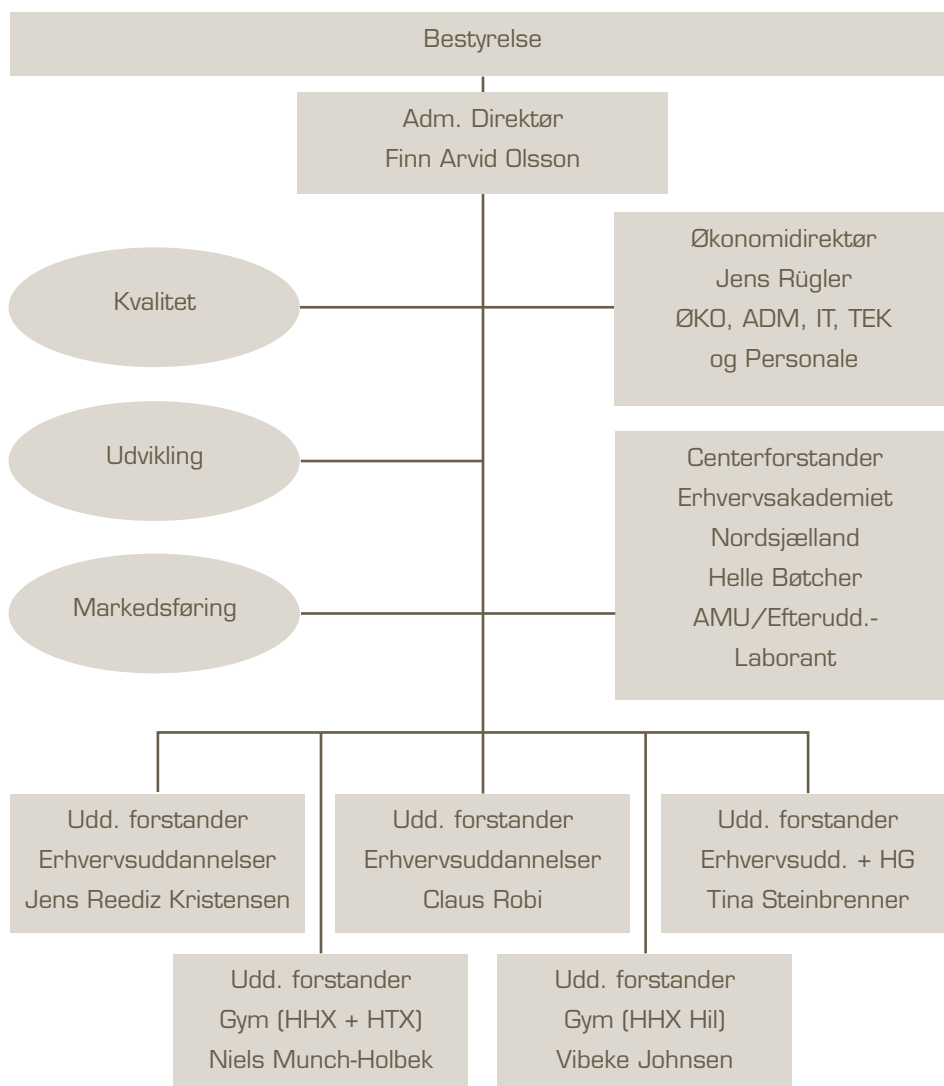 Bestyrelse
Adm. Direktør
Finn Arvid Olsson
Kvalitet
Økonomidirektør
Jens Rügler
ØKO, ADM, IT, TEK
og Personale
Udvikling
Centerforstander
Erhvervsakademiet
Nordsjælland
Helle Bøtcher
AMU/Efterudd.-
Laborant
Markedsføring
Udd. forstander
Erhvervsuddannelser
Jens Reediz Kristensen
Udd. forstander
Erhvervsuddannelser
Claus Robi
Udd. forstander
Erhvervsudd. + HG
Tina Steinbrenner
Udd. forstander
Gym (HHX + HTX)
Niels Munch-Holbek
Udd. forstander
Gym (HHX Hil)
Vibeke Johnsen